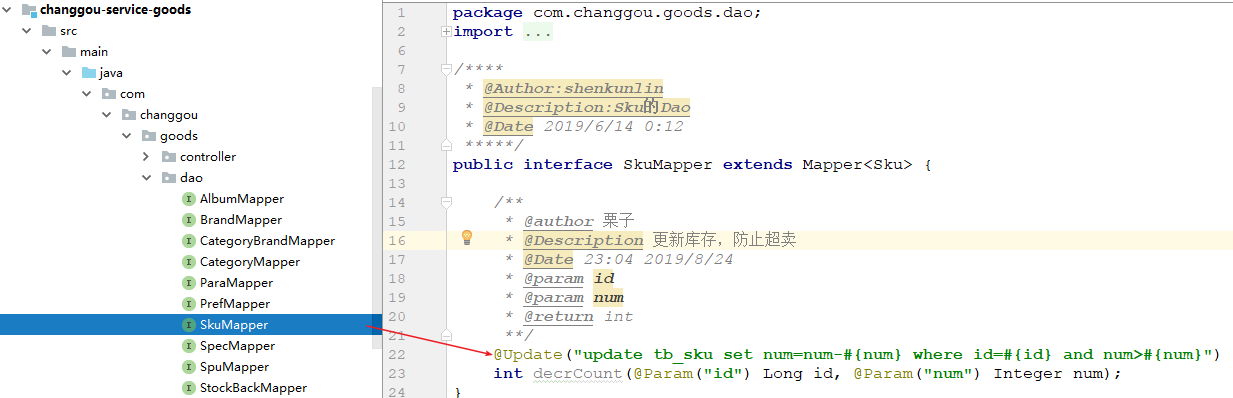 changgou-service-goods
src
main
java
com
changgou
goods
controller
dao
I AlbumMapper
I BrandMapper
I CategoryBrandMapper
I CategoryMapper
I ParaMapper
I PrefMapper
I SkuMapper
I SpecMapper
I SpuMapper
I StockBackMapper
1 package com.changgou.goods.dao;
2 import ...
6
7 /****
8 * @Author:shenkunlin
9 * @Description:Sku的Dao
10 * @Date 2019/6/14 0:12
11 *****/
12 public interface SkuMapper extends Mapper<Sku> {
13
14 /**
15 * @author 栗子
16 * @Description 更新库存，防止超卖
17 * @Date 23:04 2019/8/24
18 * @param id
19 * @param num
20 * @return int
21 **/
22 @Update("update tb_sku set num=num-#{num} where id=#{id} and num>#{num}")
23 int decrCount(@Param("id") Long id, @Param("num") Integer num);
24 }